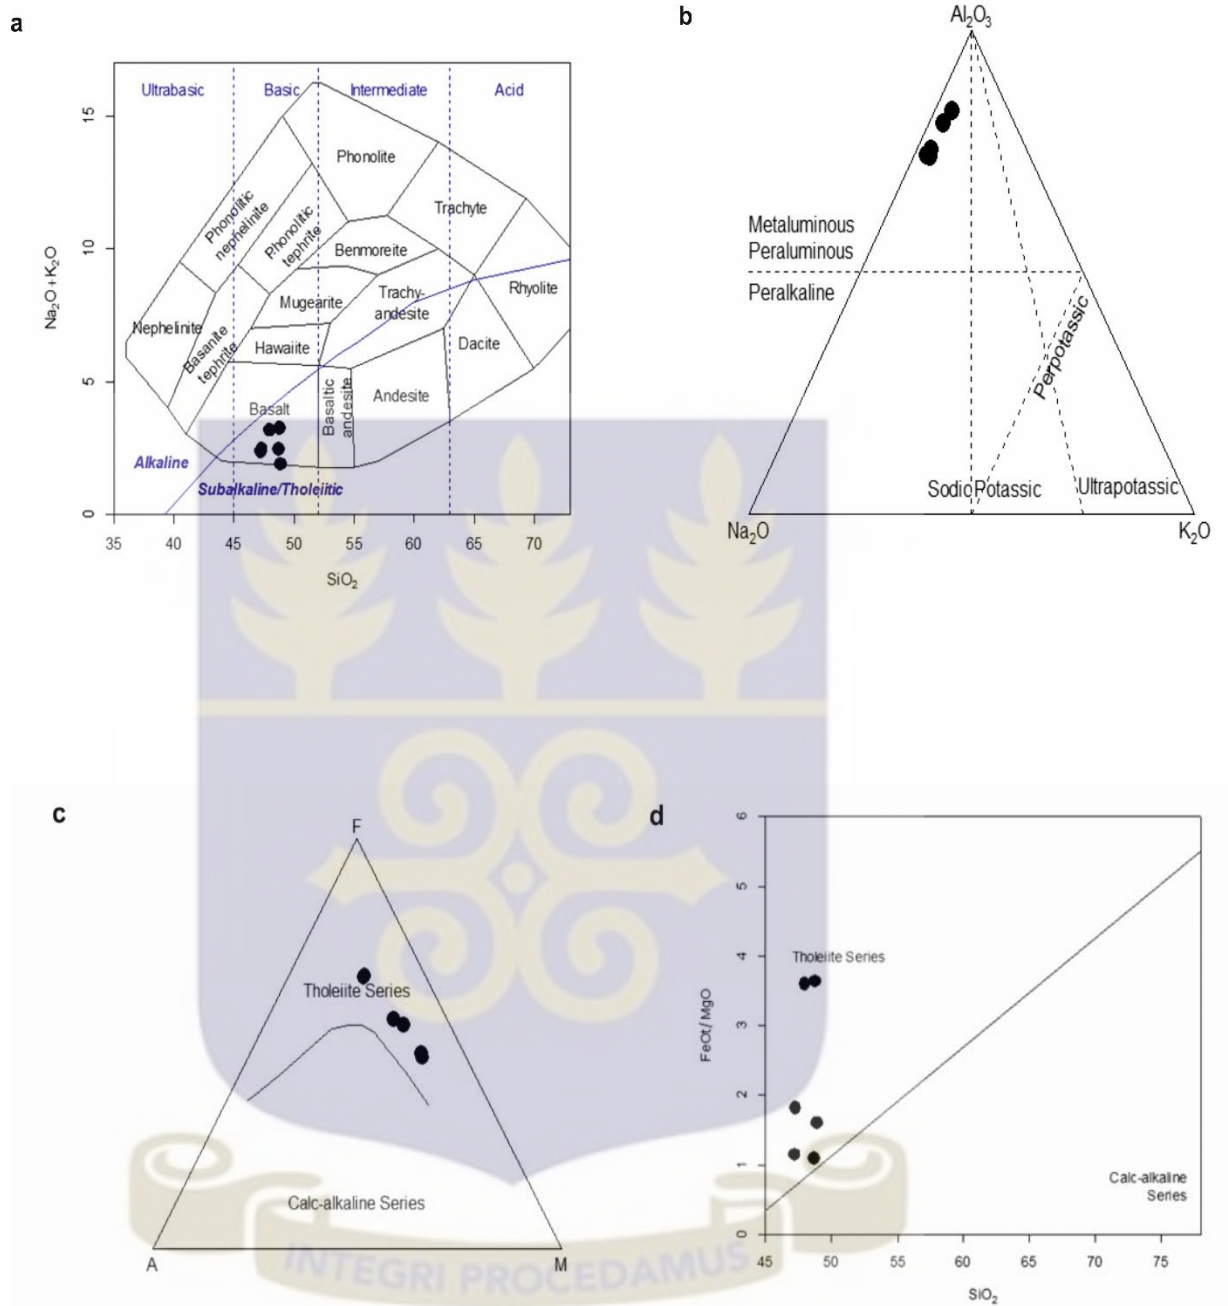 a
Ultrabasic
Basic
Intermediate
Acid
15
10
5
0
Na₂O+K₂O
Phonolite
Trachyte
Phonolitic
nephelinite
Phonolitic
tephrite
Benmoreite
Rhyolite
Mugearite
Trachy-
andesite
Nephelinite
Basanite
tephrite
Hawaiite
Dacite
Basalt
Basaltic
andesite
Andesite
Alkaline
Subalkaline/Tholeiitic
35 40 45 50 55 60 65 70
SiO₂
b
Al₂O₃
Metaluminous
Peraluminous
Peralkaline
Perpotassic
Sodic
Potassic
Ultrapotassic
Na₂O
K₂O
c
F
Tholeiite Series
Calc-alkaline Series
A
M
d
6
5
4
3
2
1
0
FeOt/MgO
Tholeiite Series
Calc-alkaline
Series
45 50 55 60 65 70 75
SiO₂
INTEGRI PROCEDAMUS